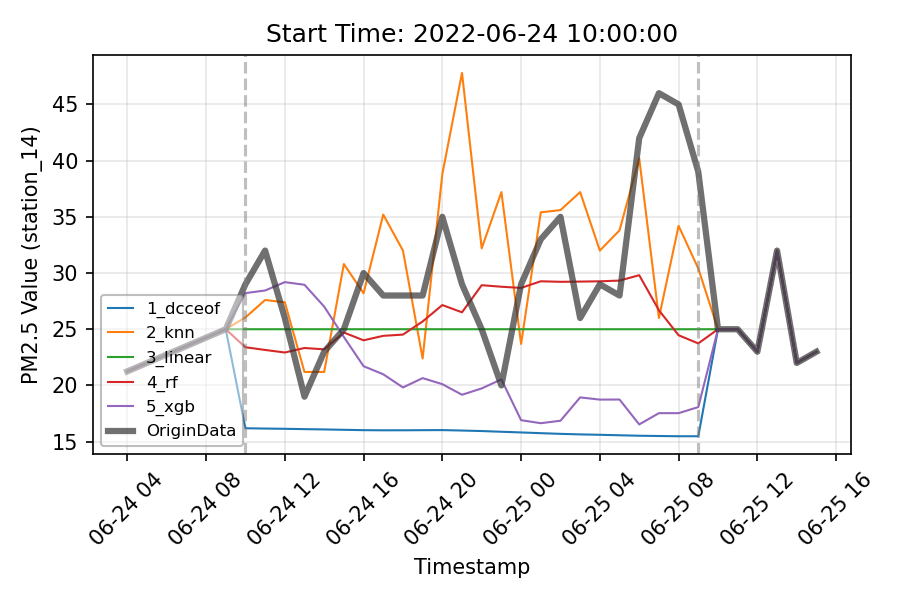 Start Time: 2022-06-24 10:00:00
PM2.5 Value (station_14)
45
40
35
30
25
20
15
1_dcceof
2_knn
3_linear
4_rf
5_xgb
OriginData
06-24 04
06-24 08
06-24 12
06-24 16
06-24 20
06-25 00
06-25 04
06-25 08
06-25 12
06-25 16
Timestamp